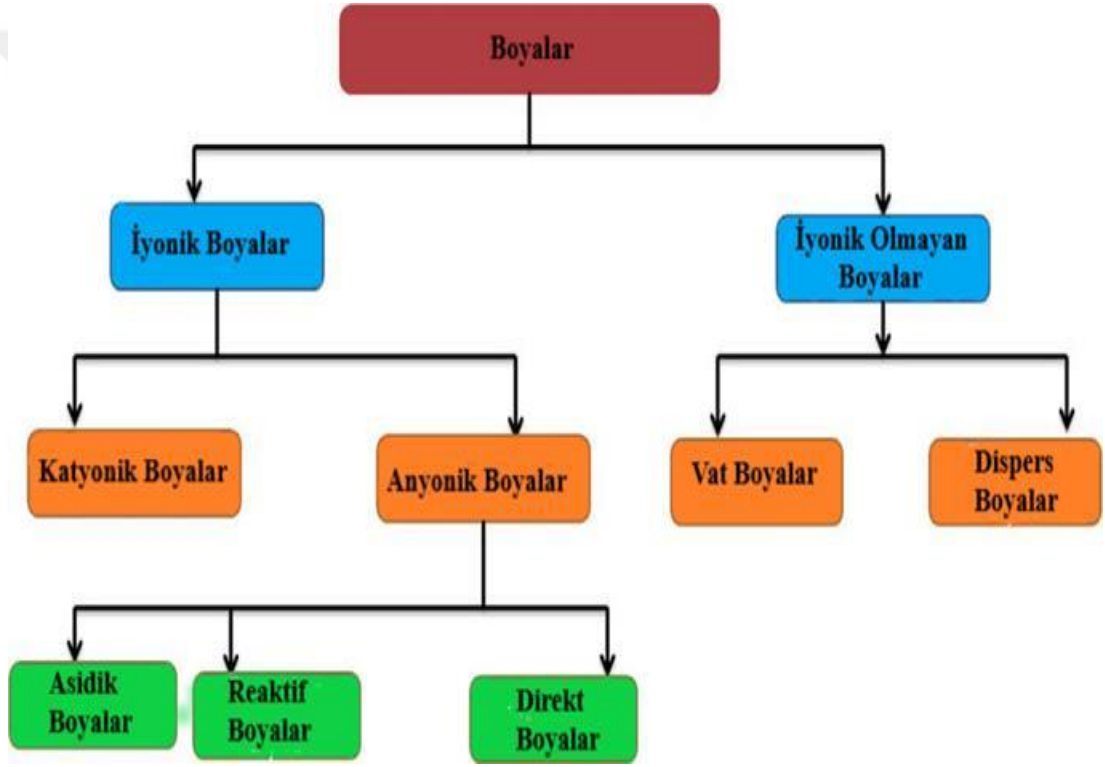 Boyalar
İyonik Boyalar
İyonik Olmayan
Boyalar
Katyonik Boyalar
Anyonik Boyalar
Vat Boyalar
Dispers
Boyalar
Asidik
Boyalar
Reaktif
Boyalar
Direkt
Boyalar